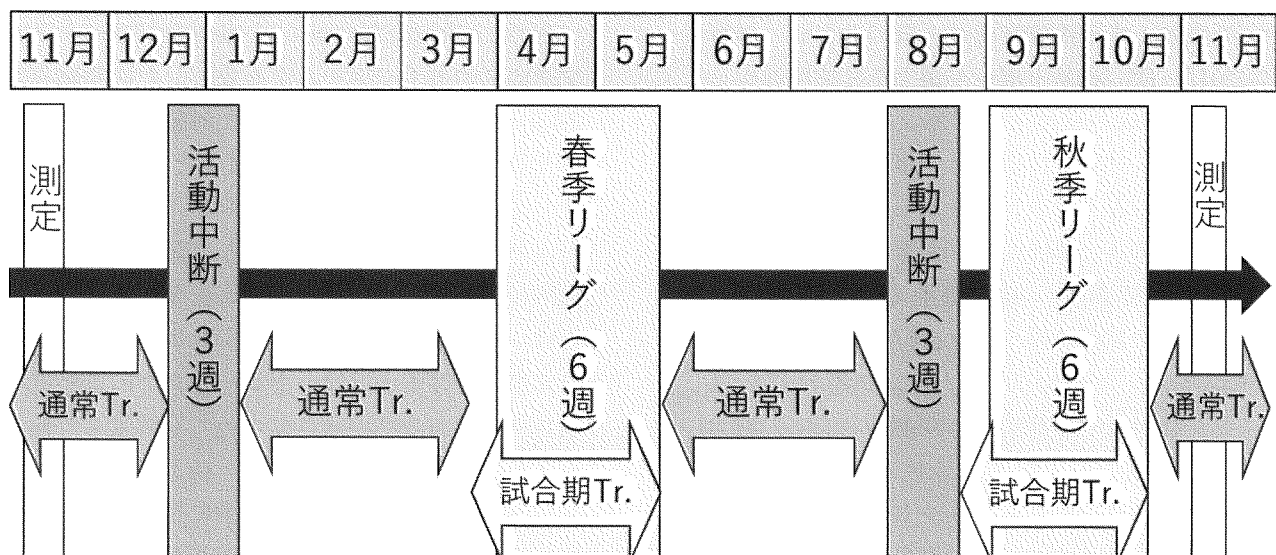 11月 12月 1月 2月 3月 4月 5月 6月 7月 8月 9月 10月 11月
測定
活動中断（3週）
春季リーグ（6週）
活動中断（3週）
秋季リーグ（6週）
測定
通常Tr.
通常Tr.
通常Tr.
通常Tr.
試合期Tr.
試合期Tr.